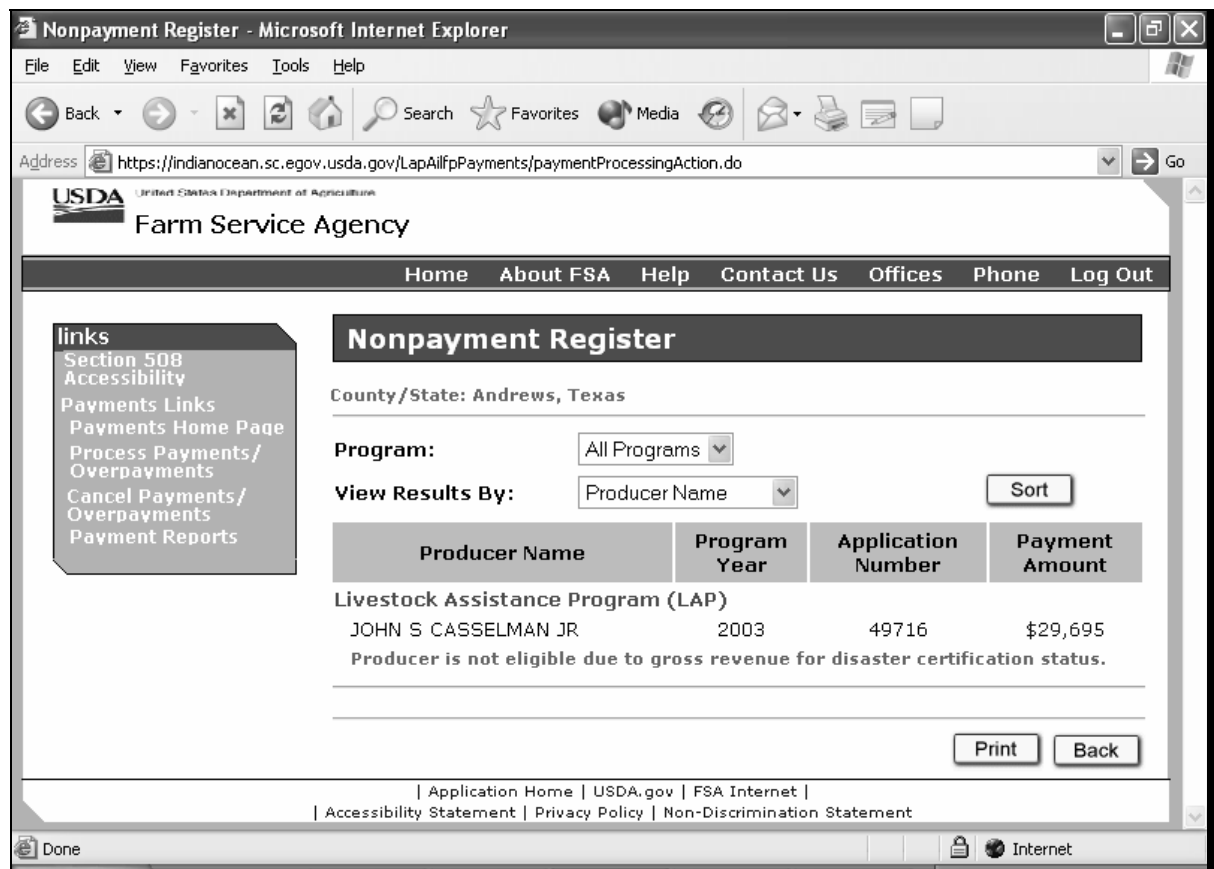 Nonpayment Register - Microsoft Internet Explorer
File Edit View Favorites Tools Help
Back Search Favorites Media
Address https://indianocean.sc.egov.usda.gov/LapAilfpPayments/paymentProcessingAction.do Go
USDA United States Department of Agriculture
Farm Service Agency
Home About FSA Help Contact Us Offices Phone Log Out
links
Section 508
Accessibility
Payments Links
Payments Home Page
Process Payments/
Overpayments
Cancel Payments/
Overpayments
Payment Reports
Nonpayment Register
County/State: Andrews, Texas
Program: All Programs
View Results By: Producer Name Sort
Producer Name Program Year Application Number Payment Amount
Livestock Assistance Program (LAP)
JOHN S CASSELMAN JR 2003 49716 $29,695
Producer is not eligible due to gross revenue for disaster certification status.
Print Back
| Application Home | USDA.gov | FSA Internet |
| Accessibility Statement | Privacy Policy | Non-Discrimination Statement
Done Internet